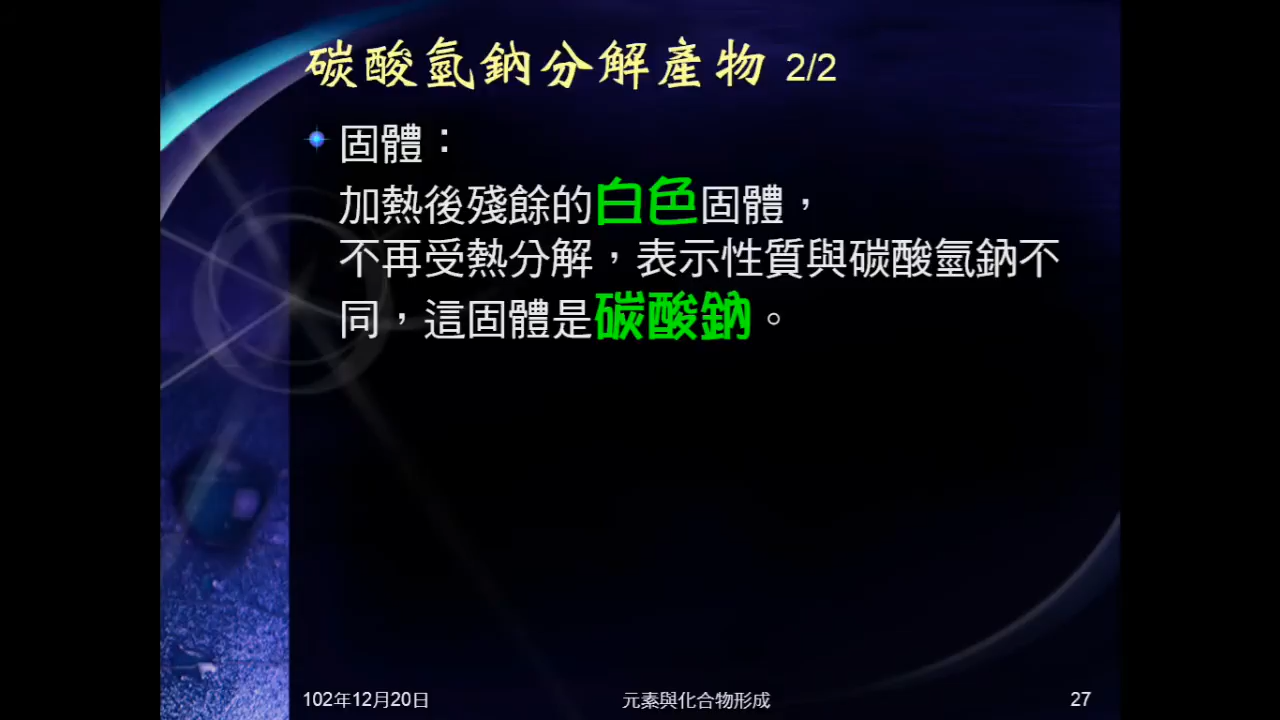 碳酸氫鈉分解產物 2/2
固體：
加熱後殘餘的白色固體，
不再受熱分解，表示性質與碳酸氫鈉不
同，這固體是碳酸鈉。
102年12月20日
元素與化合物形成
27